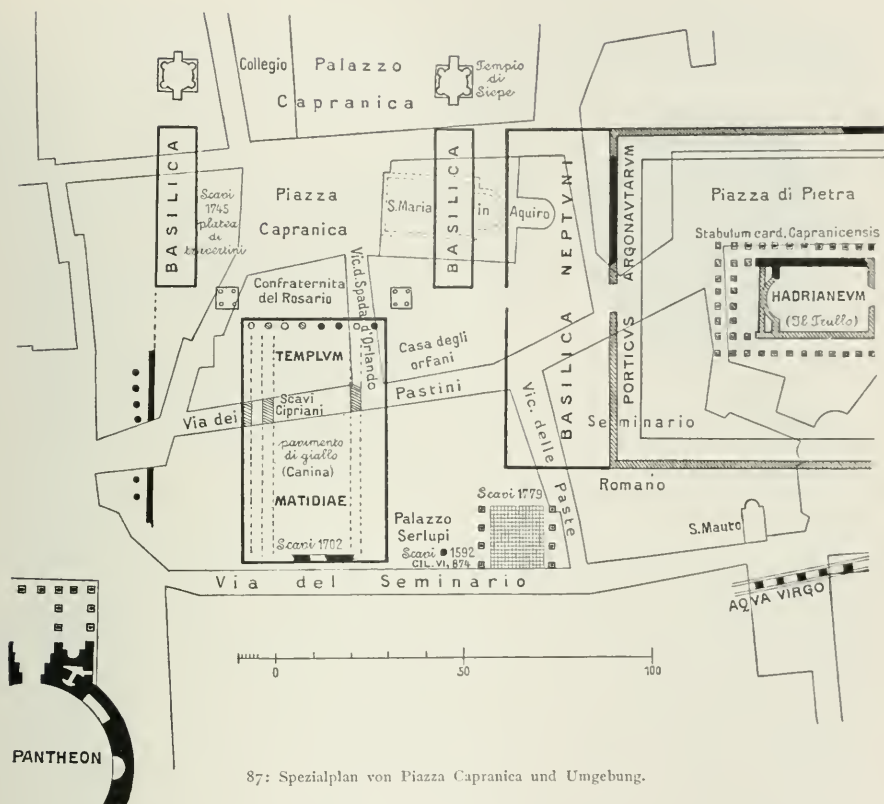 Collegio
Palazzo
Capranica
Tempio
di
Siepe
BASILICA
Scavi
1745
platea
di
travertini
Piazza
Capranica
BASILICA
S.Maria in Aquiro
BASILICA NEPTVNI
PORTICVS ARGONAVTARVM
Piazza di Pietra
Stabulum card. Capranicensis
HADRIANEVM
(Il Trullo)
Confraternita
del Rosario
Vic. d. Spada d'Orlando
Casa degli
orfani
TEMPLVM
Scavi
Cipriani
Via dei Pastini
pavimento
di giallo
(Canina)
MATIDIAE
Scavi 1702
Vic. delle Paste
Seminario
Romano
Scavi 1779
Palazzo
Serlupi
Scavi 1592
CIL. VI, 874
S. Mauto
Via del Seminario
AQVA VIRGO
0 50 100
PANTHEON
87: Spezialplan von Piazza Capranica und Umgebung.